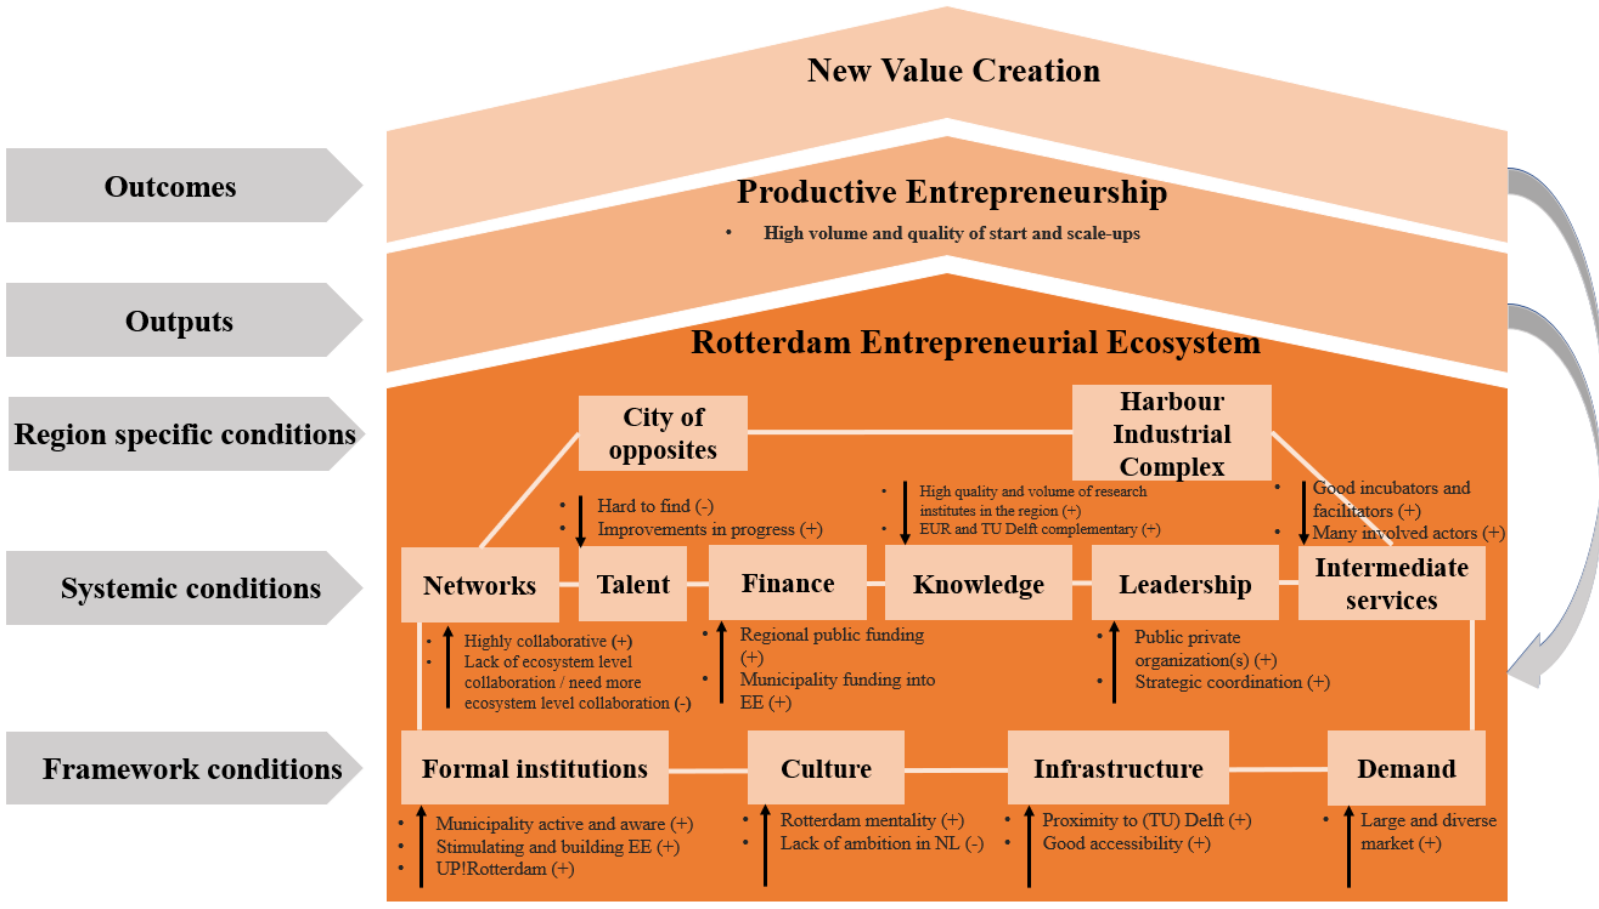 New Value Creation
Outcomes
Productive Entrepreneurship
• High volume and quality of start and scale-ups
Outputs
Rotterdam Entrepreneurial Ecosystem
Region specific conditions
City of
opposites
Harbour
Industrial
Complex
• Hard to find (-)
• Improvements in progress (+)
• High quality and volume of research
institutes in the region (+)
• EUR and TU Delft complementary (+)
• Good incubators and
facilitators (+)
• Many involved actors (+)
Systemic conditions
Networks
Talent
Finance
Knowledge
Leadership
Intermediate
services
• Highly collaborative (+)
• Lack of ecosystem level
collaboration / need more
ecosystem level collaboration (-)
• Regional public funding
(+)
• Municipality funding into
EE (+)
• Public private
organization(s) (+)
• Strategic coordination (+)
Framework conditions
Formal institutions
Culture
Infrastructure
Demand
• Municipality active and aware (+)
• Stimulating and building EE (+)
• UP!Rotterdam (+)
• Rotterdam mentality (+)
• Lack of ambition in NL (-)
• Proximity to (TU) Delft (+)
• Good accessibility (+)
• Large and diverse
market (+)